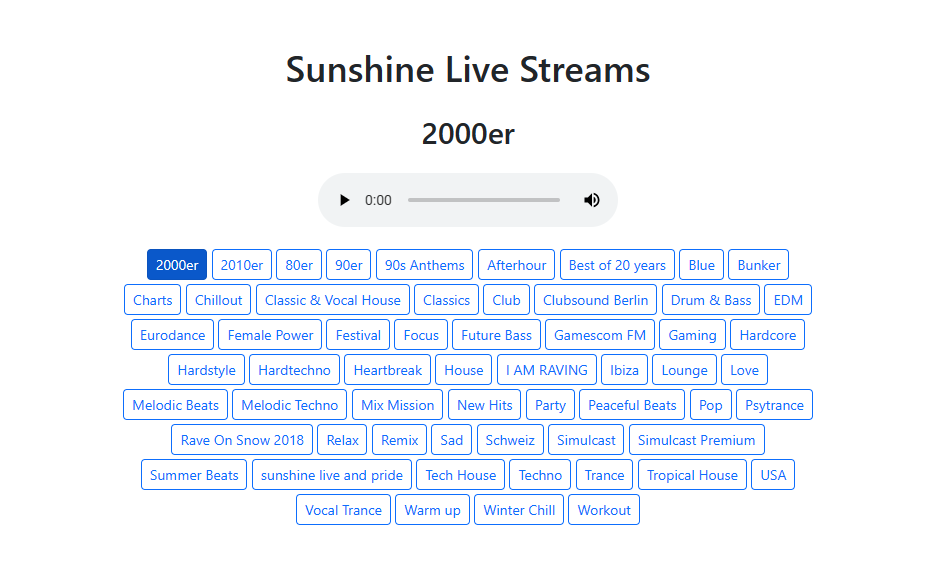 Sunshine Live Streams
2000er
0:00
2000er 2010er 80er 90er 90s Anthems Afterhour Best of 20 years Blue Bunker
Charts Chillout Classic & Vocal House Classics Club Clubsound Berlin Drum & Bass EDM
Eurodance Female Power Festival Focus Future Bass Gamescom FM Gaming Hardcore
Hardstyle Hardtechno Heartbreak House I AM RAVING Ibiza Lounge Love
Melodic Beats Melodic Techno Mix Mission New Hits Party Peaceful Beats Pop Psytrance
Rave On Snow 2018 Relax Remix Sad Schweiz Simulcast Simulcast Premium
Summer Beats sunshine live and pride Tech House Techno Trance Tropical House USA
Vocal Trance Warm up Winter Chill Workout